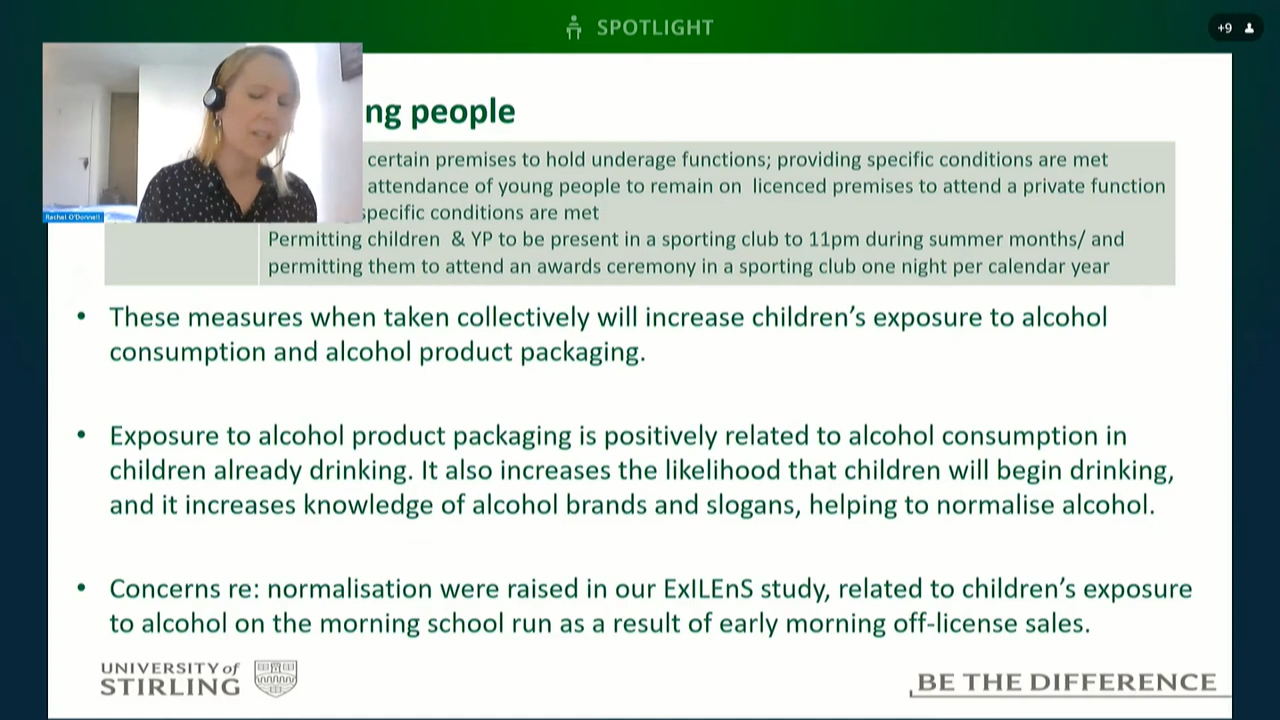 SPOTLIGHT
+9
Rachel O'Donnell
ng people
certain premises to hold underage functions; providing specific conditions are met
attendance of young people to remain on licenced premises to attend a private function
specific conditions are met
Permitting children & YP to be present in a sporting club to 11pm during summer months/ and
permitting them to attend an awards ceremony in a sporting club one night per calendar year
• These measures when taken collectively will increase children's exposure to alcohol
consumption and alcohol product packaging.
• Exposure to alcohol product packaging is positively related to alcohol consumption in
children already drinking. It also increases the likelihood that children will begin drinking,
and it increases knowledge of alcohol brands and slogans, helping to normalise alcohol.
• Concerns re: normalisation were raised in our ExILEnS study, related to children's exposure
to alcohol on the morning school run as a result of early morning off-license sales.
UNIVERSITY of
STIRLING
BE THE DIFFERENCE